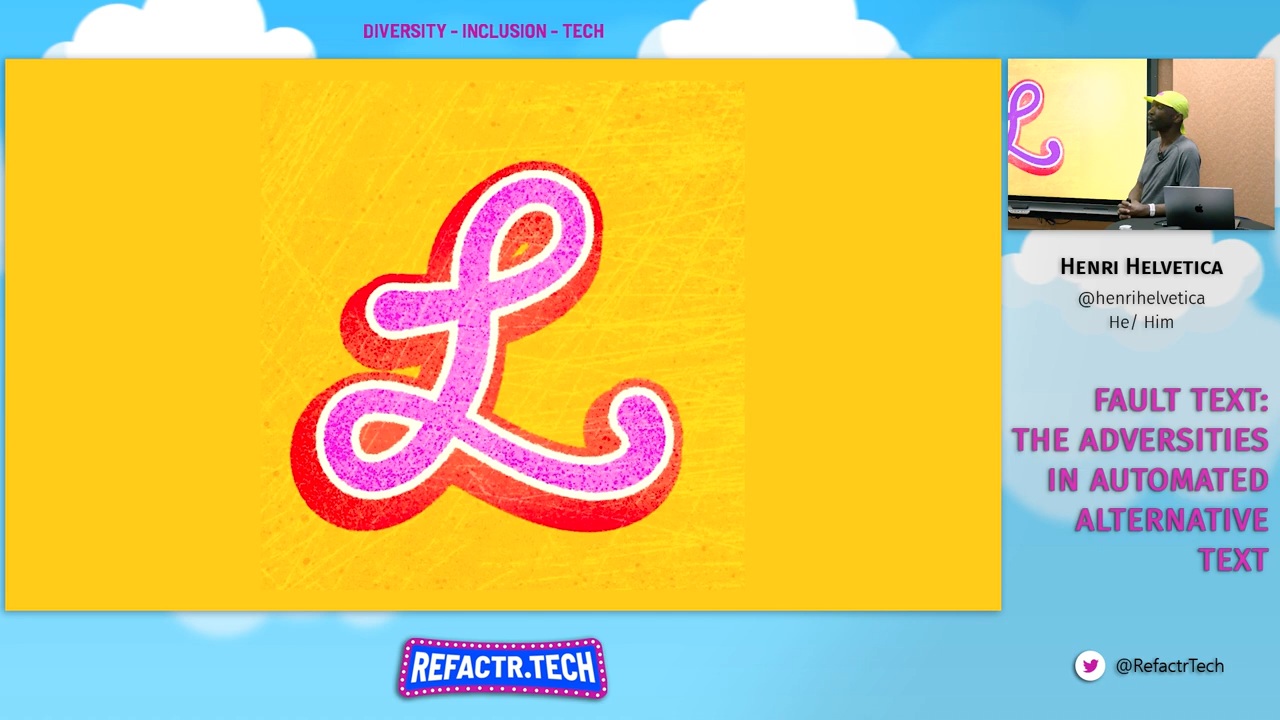 DIVERSITY - INCLUSION - TECH
L
L
HENRI HELVETICA
@henrihelvetica
He/ Him
FAULT TEXT:
THE ADVERSITIES
IN AUTOMATED
ALTERNATIVE
TEXT
REFACTR.TECH
@RefactrTech